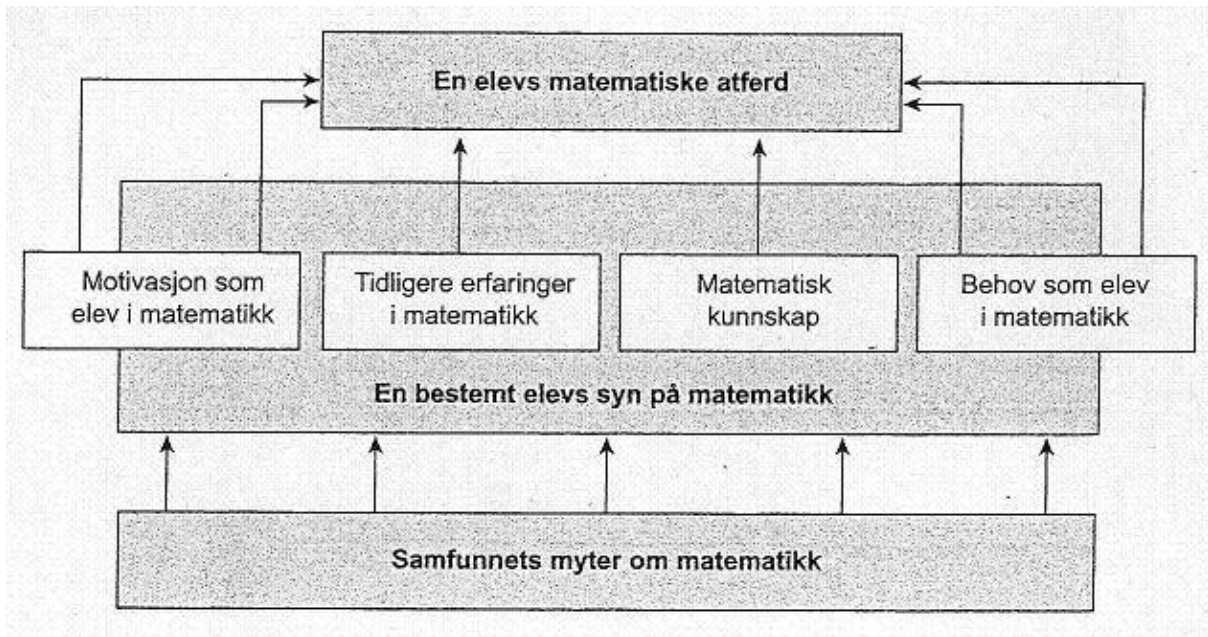 En elevs matematiske atferd
Motivasjon som
elev i matematikk
Tidligere erfaringer
i matematikk
Matematisk
kunnskap
Behov som elev
i matematikk
En bestemt elevs syn på matematikk
Samfunnets myter om matematikk